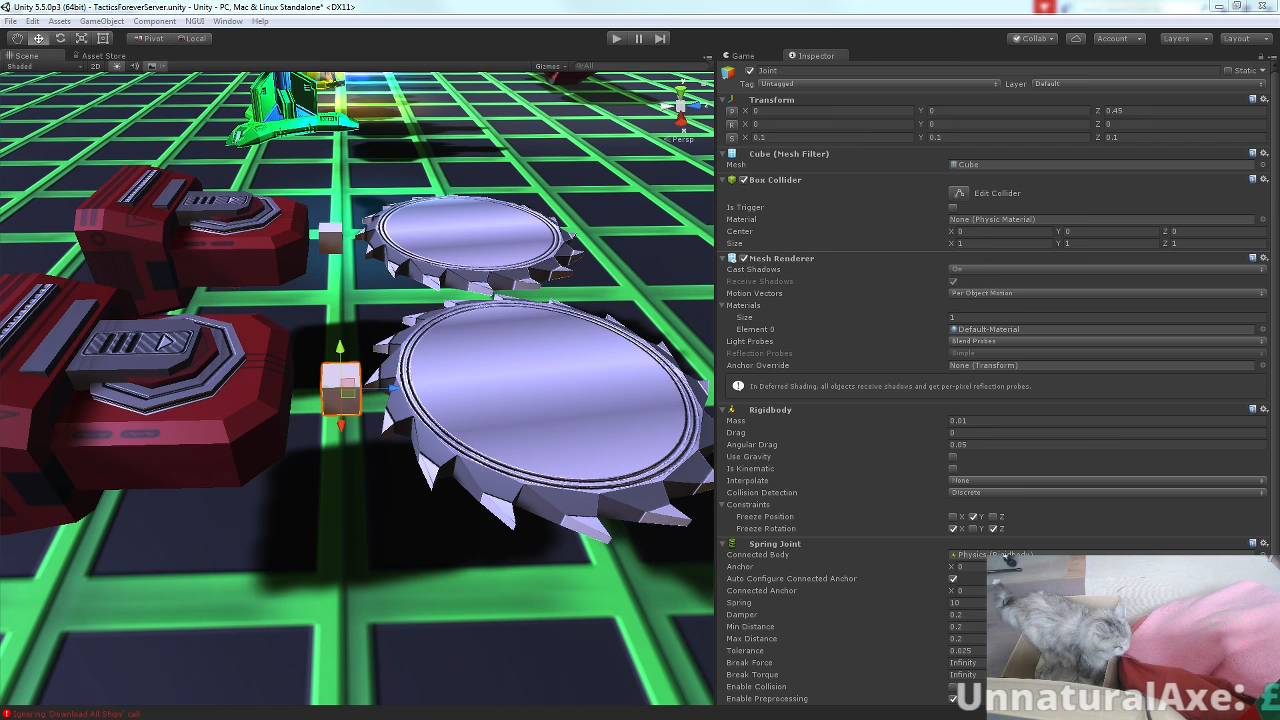 Unity 5.5.0p3 (64bit) - TacticsForeverServer.unity - Unity - PC, Mac & Linux Standalone* <DX11>
File Edit Assets GameObject Component NGUI Window Help
Pivot Local Collab Account Layers Layout
Scene Asset Store Game Inspector
Shaded 2D Gizmos All
Joint Static
Tag Untagged Layer Default
Transform
P X 0 Y 0 Z 0.45
R X 0 Y 0 Z 0
S X 0.1 Y 0.1 Z 0.1
y
x
Persp
Cube (Mesh Filter)
Mesh Cube
Box Collider
Edit Collider
Is Trigger
Material None (Physic Material)
Center X 0 Y 0 Z 0
Size X 1 Y 1 Z 1
Mesh Renderer
Cast Shadows On
Receive Shadows
Motion Vectors Per Object Motion
Materials
Size 1
Element 0 Default-Material
Light Probes Blend Probes
Reflection Probes Simple
Anchor Override None (Transform)
In Deferred Shading, all objects receive shadows and get per-pixel reflection probes.
Rigidbody
Mass 0.01
Drag 0
Angular Drag 0.05
Use Gravity
Is Kinematic
Interpolate None
Collision Detection Discrete
Constraints
Freeze Position X Y Z
Freeze Rotation X Y Z
Spring Joint
Connected Body Physics (Rigidbody)
Anchor X 0
Auto Configure Connected Anchor
Connected Anchor X 0
Spring 10
Damper 0.2
Min Distance 0.2
Max Distance 0.2
Tolerance 0.025
Break Force Infinity
Break Torque Infinity
Enable Collision
Enable Preprocessing
UnnaturalAxe: £
Ignoring 'Download All Ships' call